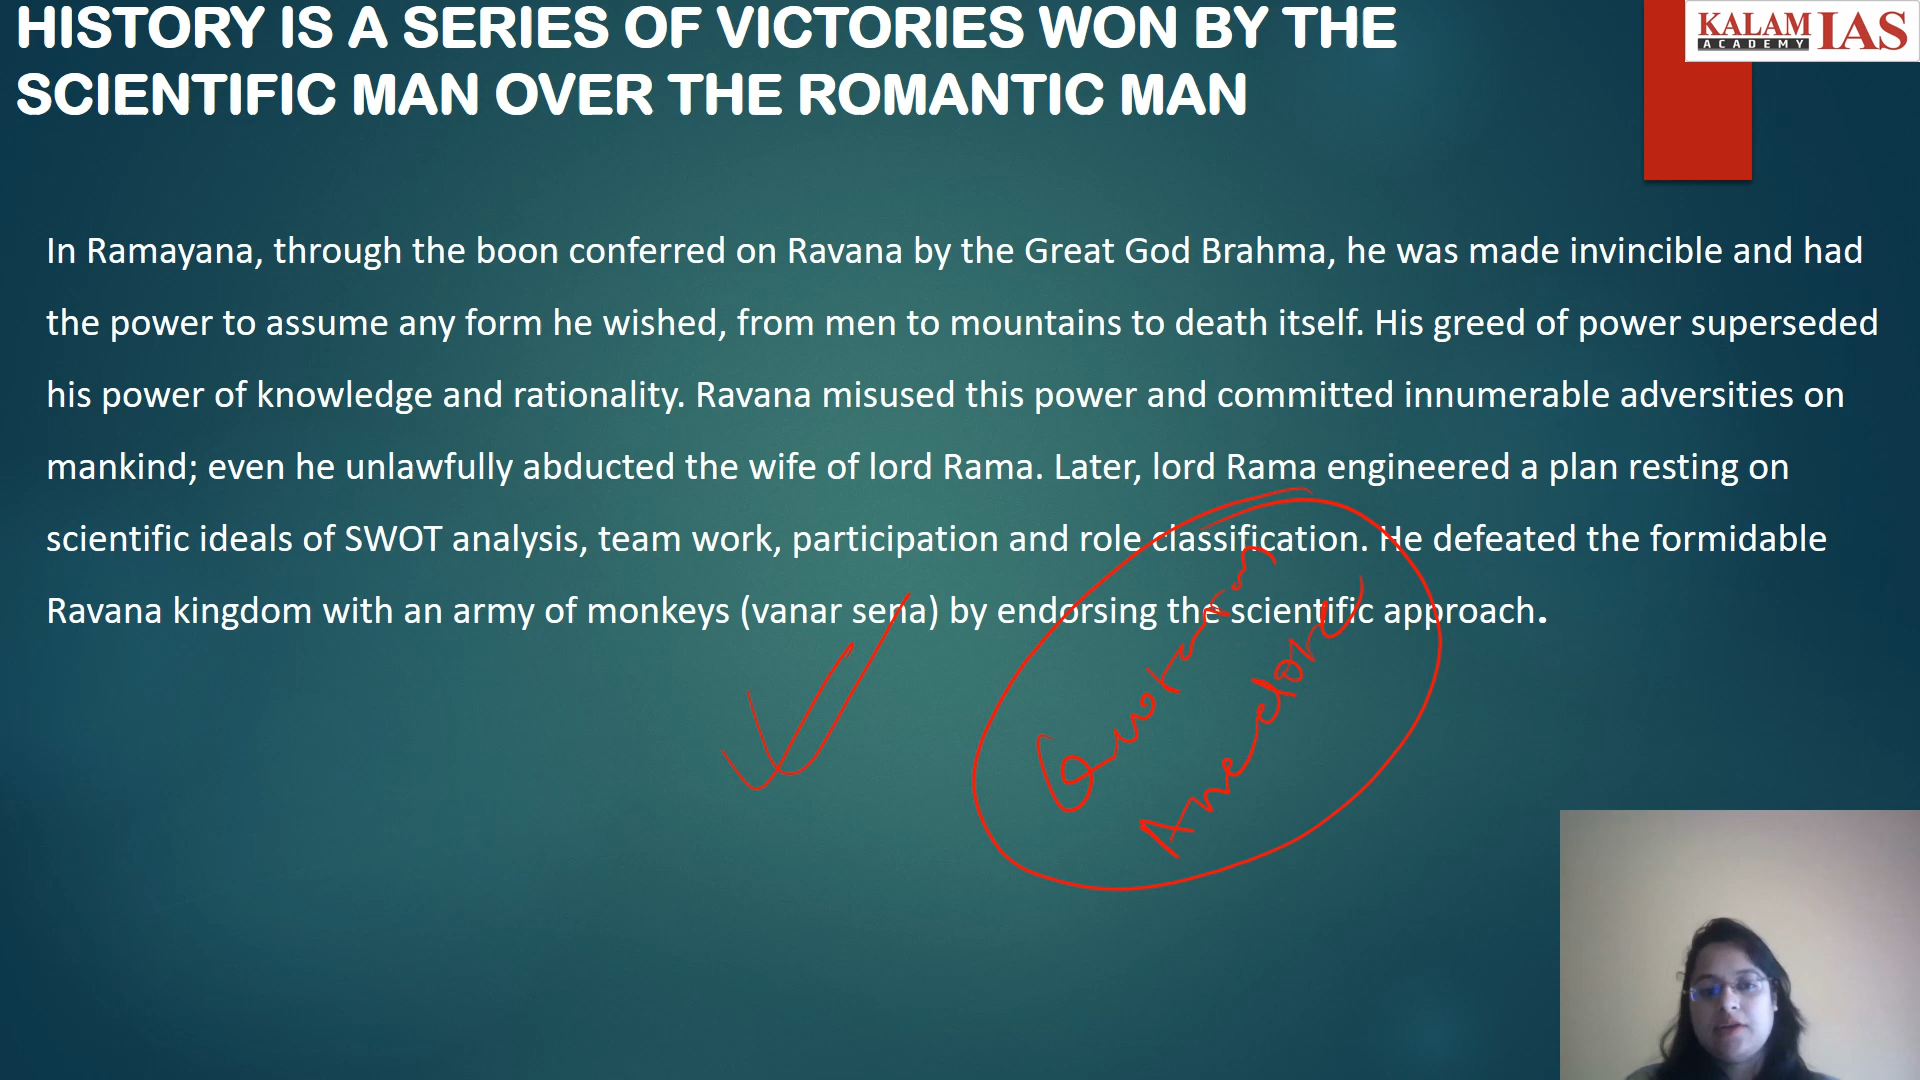 HISTORY IS A SERIES OF VICTORIES WON BY THE
SCIENTIFIC MAN OVER THE ROMANTIC MAN
KALAM IAS
ACADEMY
In Ramayana, through the boon conferred on Ravana by the Great God Brahma, he was made invincible and had
the power to assume any form he wished, from men to mountains to death itself. His greed of power superseded
his power of knowledge and rationality. Ravana misused this power and committed innumerable adversities on
mankind; even he unlawfully abducted the wife of lord Rama. Later, lord Rama engineered a plan resting on
scientific ideals of SWOT analysis, team work, participation and role classification. He defeated the formidable
Ravana kingdom with an army of monkeys (vanar sena) by endorsing the scientific approach.